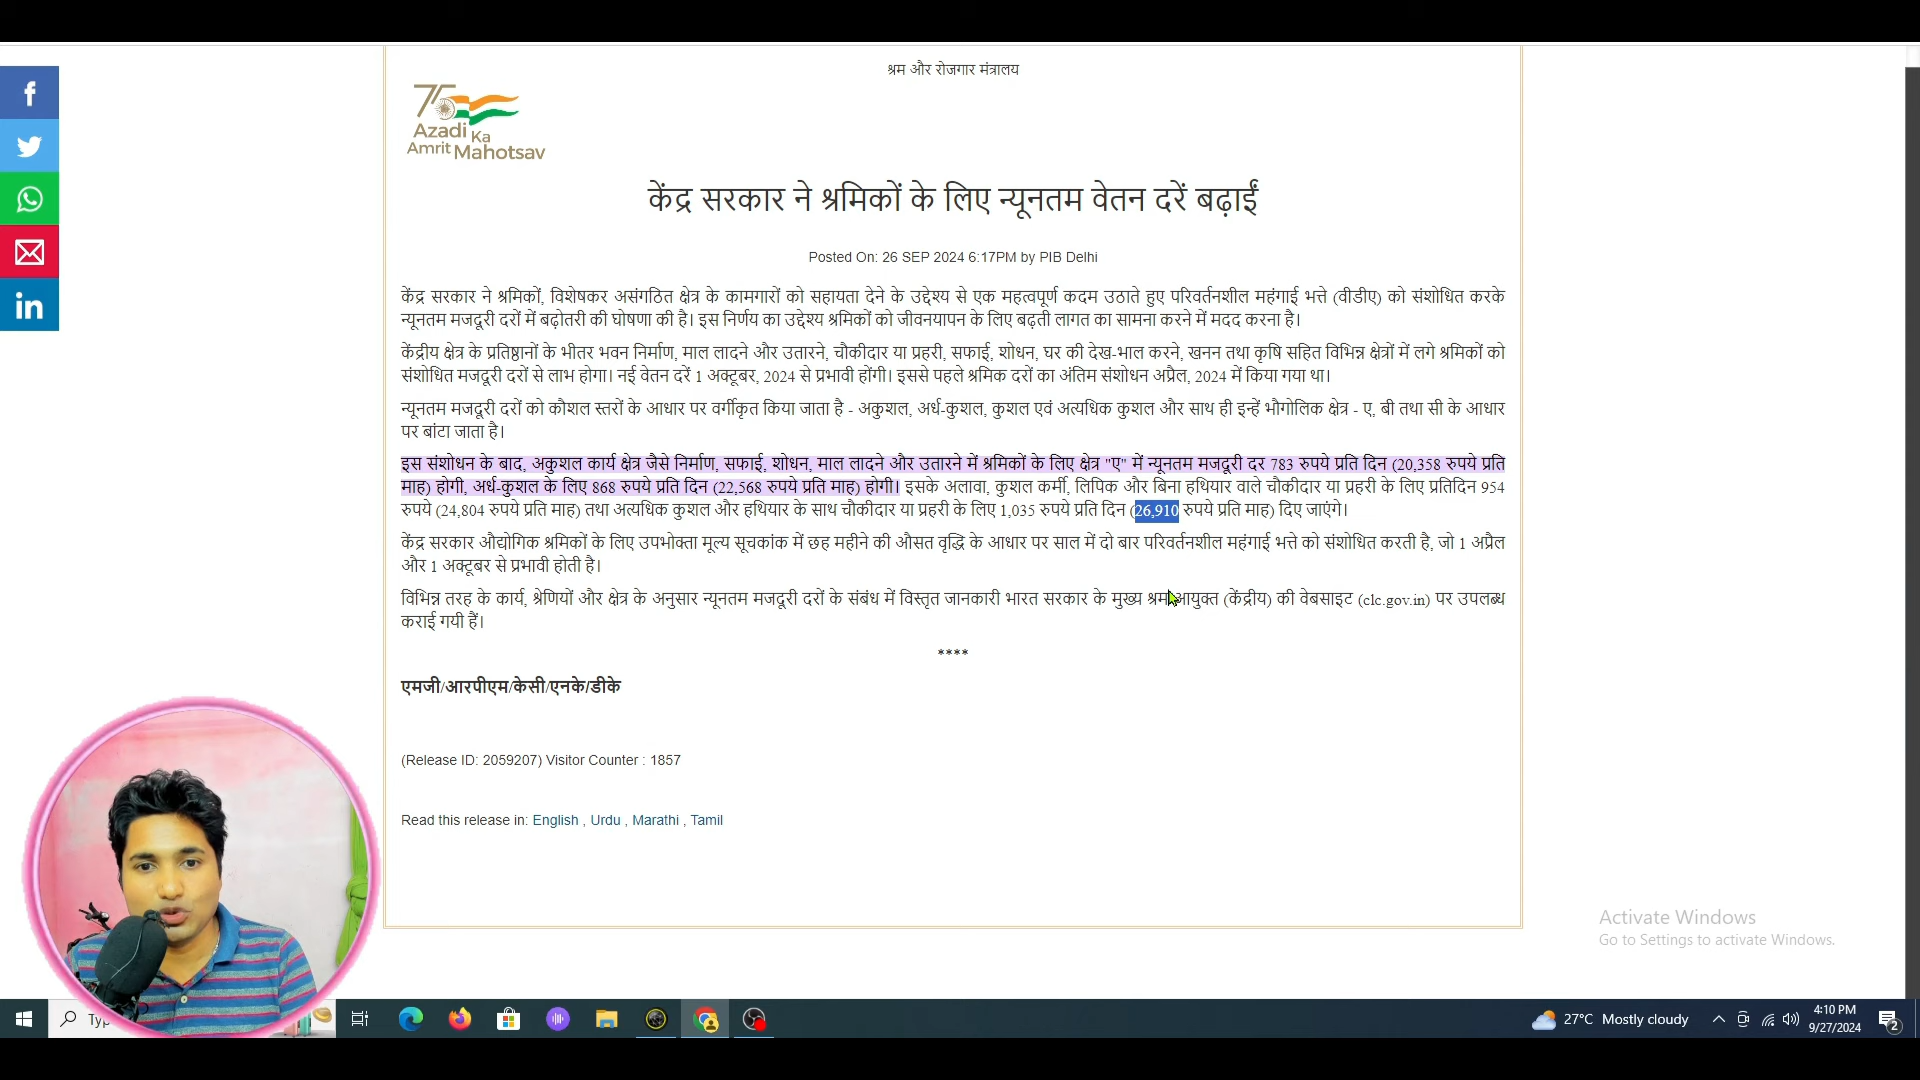 श्रम और रोजगार मंत्रालय
75
Azadi Ka
Amrit Mahotsav
केंद्र सरकार ने श्रमिकों के लिए न्यूनतम वेतन दरें बढ़ाईं
Posted On: 26 SEP 2024 6:17PM by PIB Delhi
केंद्र सरकार ने श्रमिकों, विशेषकर असंगठित क्षेत्र के कामगारों को सहायता देने के उद्देश्य से एक महत्वपूर्ण कदम उठाते हुए परिवर्तनशील महंगाई भत्ते (वीडीए) को संशोधित करके
न्यूनतम मजदूरी दरों में बढ़ोतरी की घोषणा की है। इस निर्णय का उद्देश्य श्रमिकों को जीवनयापन के लिए बढ़ती लागत का सामना करने में मदद करना है।
केंद्रीय क्षेत्र के प्रतिष्ठानों के भीतर भवन निर्माण, माल लादने और उतारने, चौकीदार या प्रहरी, सफाई, शोधन, घर की देख-भाल करने, खनन तथा कृषि सहित विभिन्न क्षेत्रों में लगे श्रमिकों को
संशोधित मजदूरी दरों से लाभ होगा। नई वेतन दरें 1 अक्टूबर, 2024 से प्रभावी होंगी। इससे पहले श्रमिक दरों का अंतिम संशोधन अप्रैल, 2024 में किया गया था।
न्यूनतम मजदूरी दरों को कौशल स्तरों के आधार पर वर्गीकृत किया जाता है - अकुशल, अर्ध-कुशल, कुशल एवं अत्यधिक कुशल और साथ ही इन्हें भौगोलिक क्षेत्र - ए, बी तथा सी के आधार
पर बांटा जाता है।
इस संशोधन के बाद, अकुशल कार्य क्षेत्र जैसे निर्माण, सफाई, शोधन, माल लादने और उतारने में श्रमिकों के लिए क्षेत्र "ए" में न्यूनतम मजदूरी दर 783 रुपये प्रति दिन (20,358 रुपये प्रति
माह) होगी, अर्ध-कुशल के लिए 868 रुपये प्रति दिन (22,568 रुपये प्रति माह) होगी। इसके अलावा, कुशल कर्मी, लिपिक और बिना हथियार वाले चौकीदार या प्रहरी के लिए प्रतिदिन 954
रुपये (24,804 रुपये प्रति माह) तथा अत्यधिक कुशल और हथियार के साथ चौकीदार या प्रहरी के लिए 1,035 रुपये प्रति दिन (26,910 रुपये प्रति माह) दिए जाएंगे।
केंद्र सरकार औद्योगिक श्रमिकों के लिए उपभोक्ता मूल्य सूचकांक में छह महीने की औसत वृद्धि के आधार पर साल में दो बार परिवर्तनशील महंगाई भत्ते को संशोधित करती है, जो 1 अप्रैल
और 1 अक्टूबर से प्रभावी होती है।
विभिन्न तरह के कार्य, श्रेणियों और क्षेत्र के अनुसार न्यूनतम मजदूरी दरों के संबंध में विस्तृत जानकारी भारत सरकार के मुख्य श्रम आयुक्त (केंद्रीय) की वेबसाइट (clc.gov.in) पर उपलब्ध
कराई गयी हैं।
****
एमजी/आरपीएम/केसी/एनके/डीके
(Release ID: 2059207) Visitor Counter : 1857
Read this release in: English , Urdu , Marathi , Tamil
Activate Windows
Go to Settings to activate Windows.
27°C Mostly cloudy
4:10 PM
9/27/2024
2